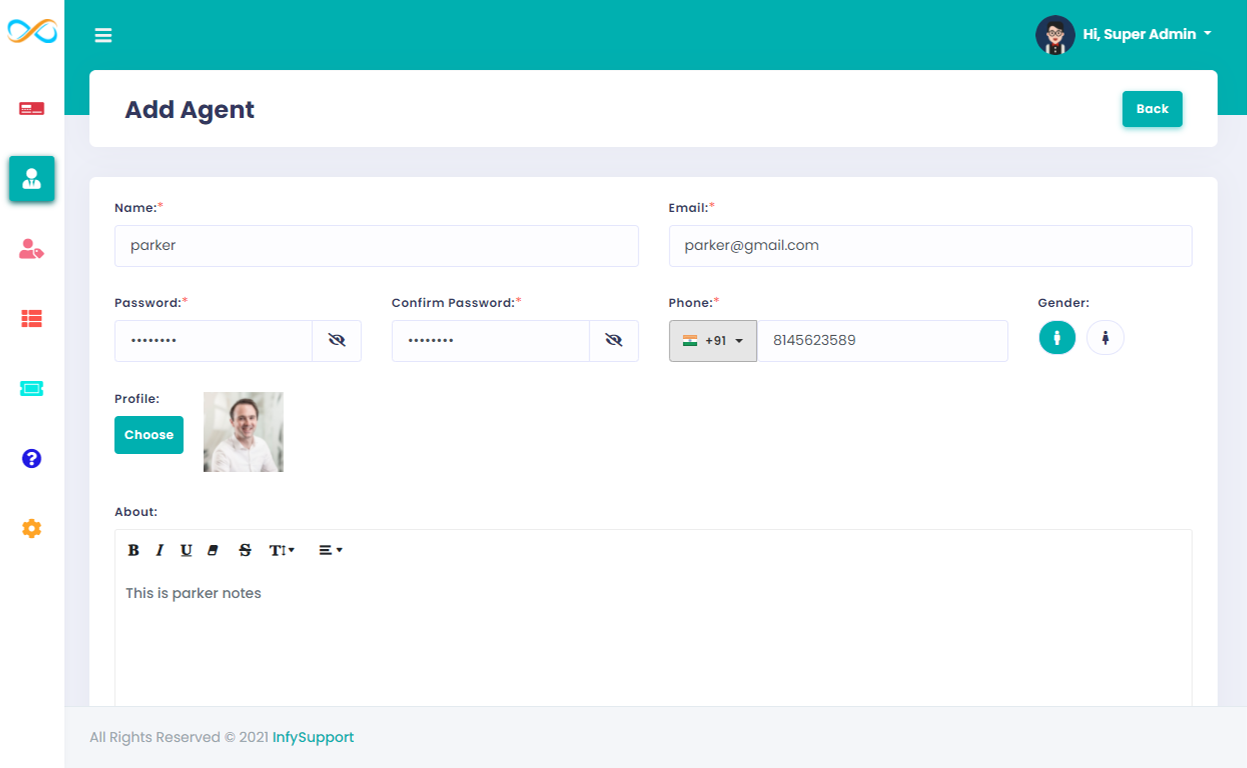 Hi, Super Admin
Add Agent
Back
Name:*
Email:*
parker
parker@gmail.com
Password:*
Confirm Password:*
Phone:*
Gender:
••••••••
••••••••
+91
8145623589
Profile:
Choose
About:
B I U S T
This is parker notes
All Rights Reserved © 2021 InfySupport